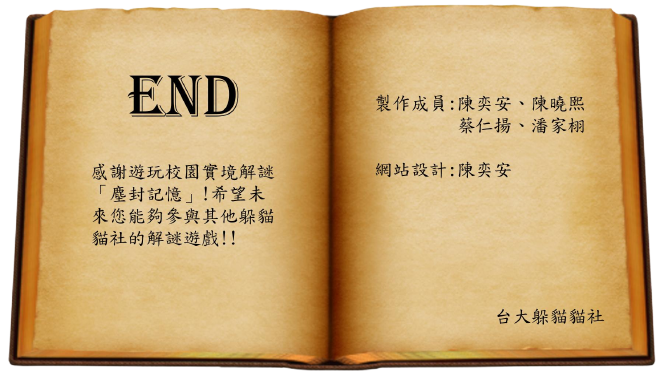 END
感謝遊玩校園實境解謎
「塵封記憶」!希望未
來您能夠參與其他躲貓
貓社的解謎遊戲!!
製作成員:陳奕安、陳曉熙
蔡仁揚、潘家栩
網站設計:陳奕安
台大躲貓貓社